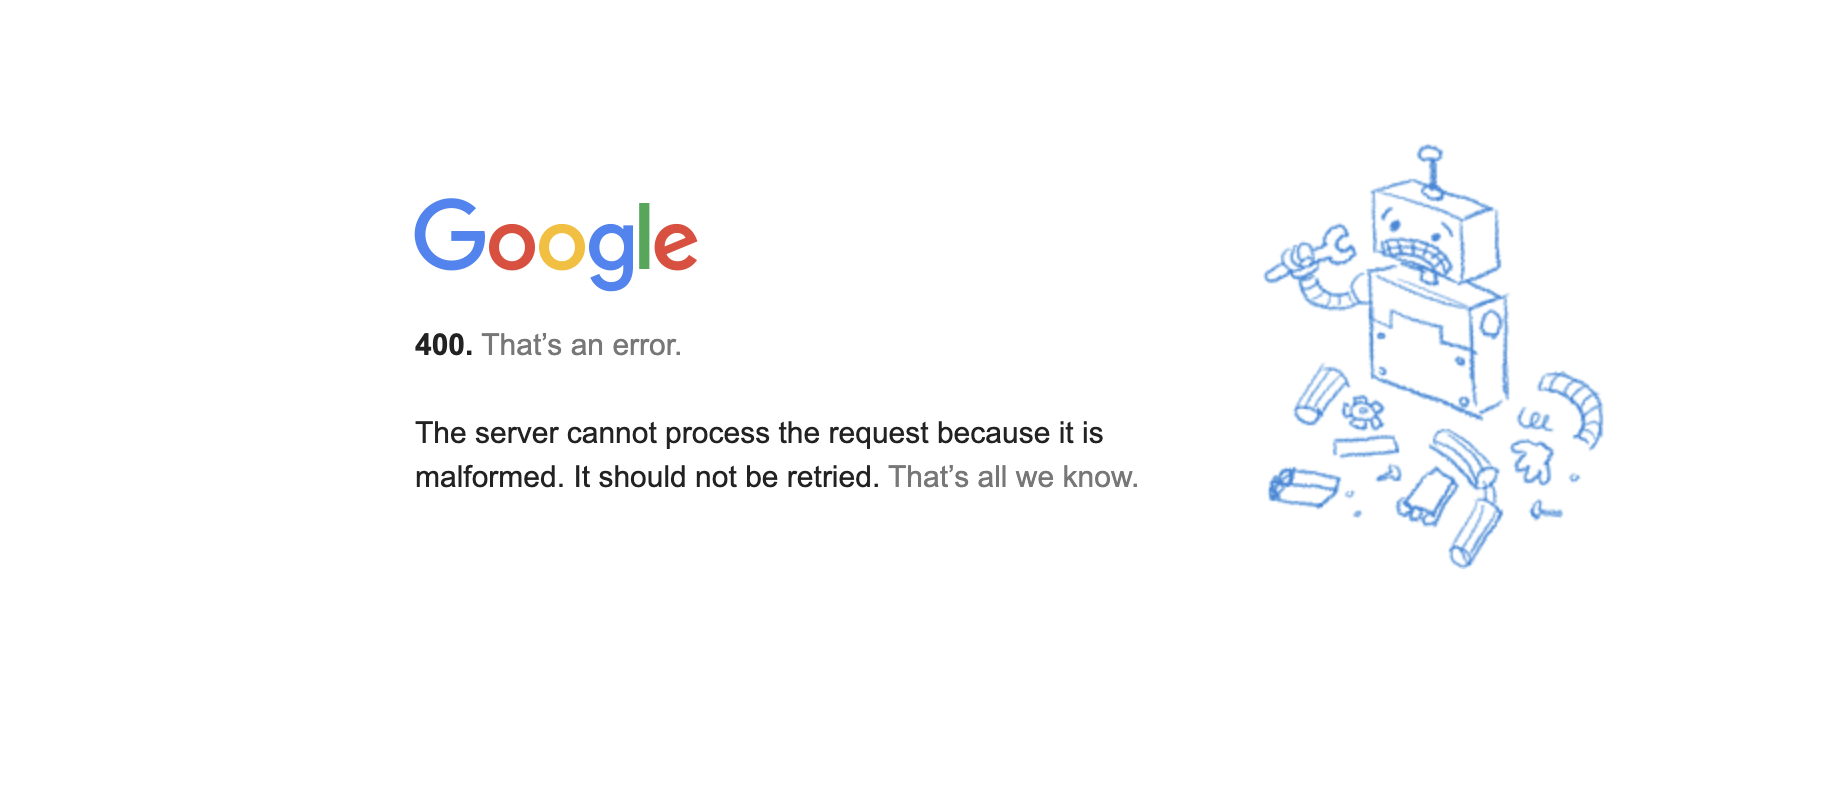 Google
400. That’s an error.
The server cannot process the request because it is
malformed. It should not be retried. That’s all we know.